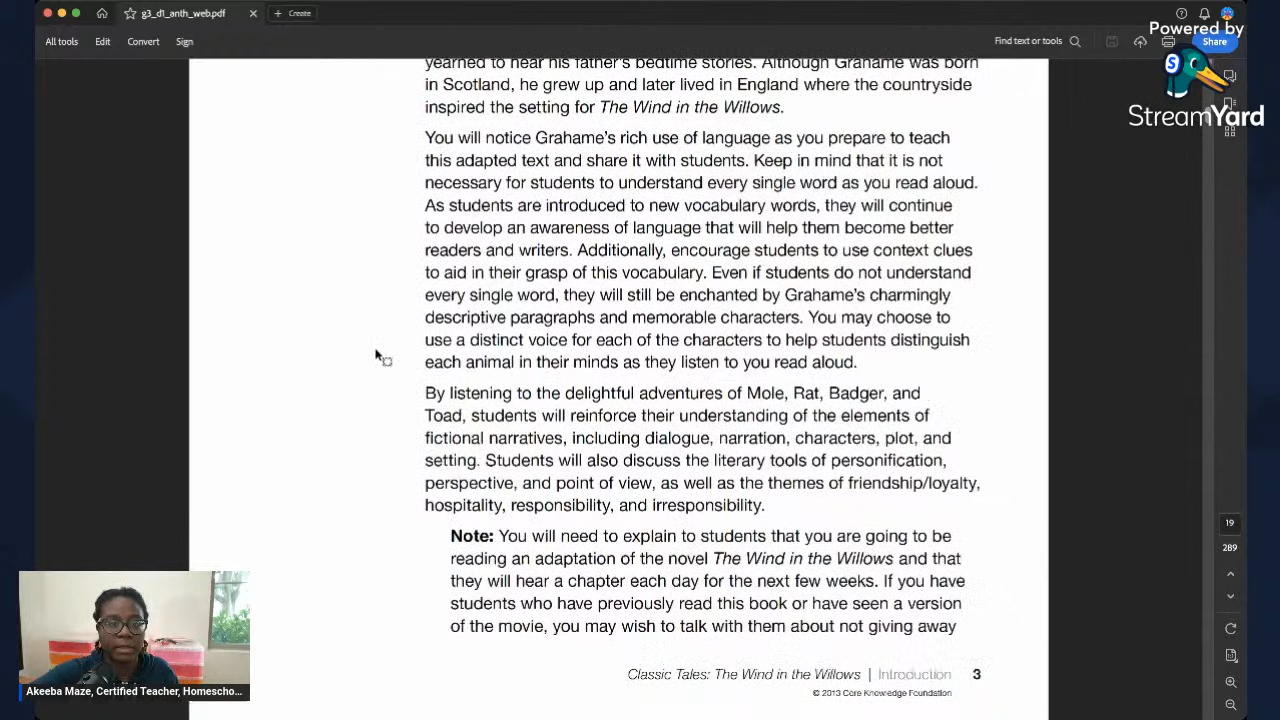 g3_d1_anth_web.pdf
Create
All tools
Edit
Convert
Sign
Find text or tools
Share
Powered by
S
StreamYard
yearned to hear his father's bedtime stories. Although Grahame was born
in Scotland, he grew up and later lived in England where the countryside
inspired the setting for The Wind in the Willows.
You will notice Grahame's rich use of language as you prepare to teach
this adapted text and share it with students. Keep in mind that it is not
necessary for students to understand every single word as you read aloud.
As students are introduced to new vocabulary words, they will continue
to develop an awareness of language that will help them become better
readers and writers. Additionally, encourage students to use context clues
to aid in their grasp of this vocabulary. Even if students do not understand
every single word, they will still be enchanted by Grahame's charmingly
descriptive paragraphs and memorable characters. You may choose to
use a distinct voice for each of the characters to help students distinguish
each animal in their minds as they listen to you read aloud.
By listening to the delightful adventures of Mole, Rat, Badger, and
Toad, students will reinforce their understanding of the elements of
fictional narratives, including dialogue, narration, characters, plot, and
setting. Students will also discuss the literary tools of personification,
perspective, and point of view, as well as the themes of friendship/loyalty,
hospitality, responsibility, and irresponsibility.
Note: You will need to explain to students that you are going to be
reading an adaptation of the novel The Wind in the Willows and that
they will hear a chapter each day for the next few weeks. If you have
students who have previously read this book or have seen a version
of the movie, you may wish to talk with them about not giving away
Classic Tales: The Wind in the Willows | Introduction 3
© 2013 Core Knowledge Foundation
19
289
Akeeba Maze, Certified Teacher, Homescho...